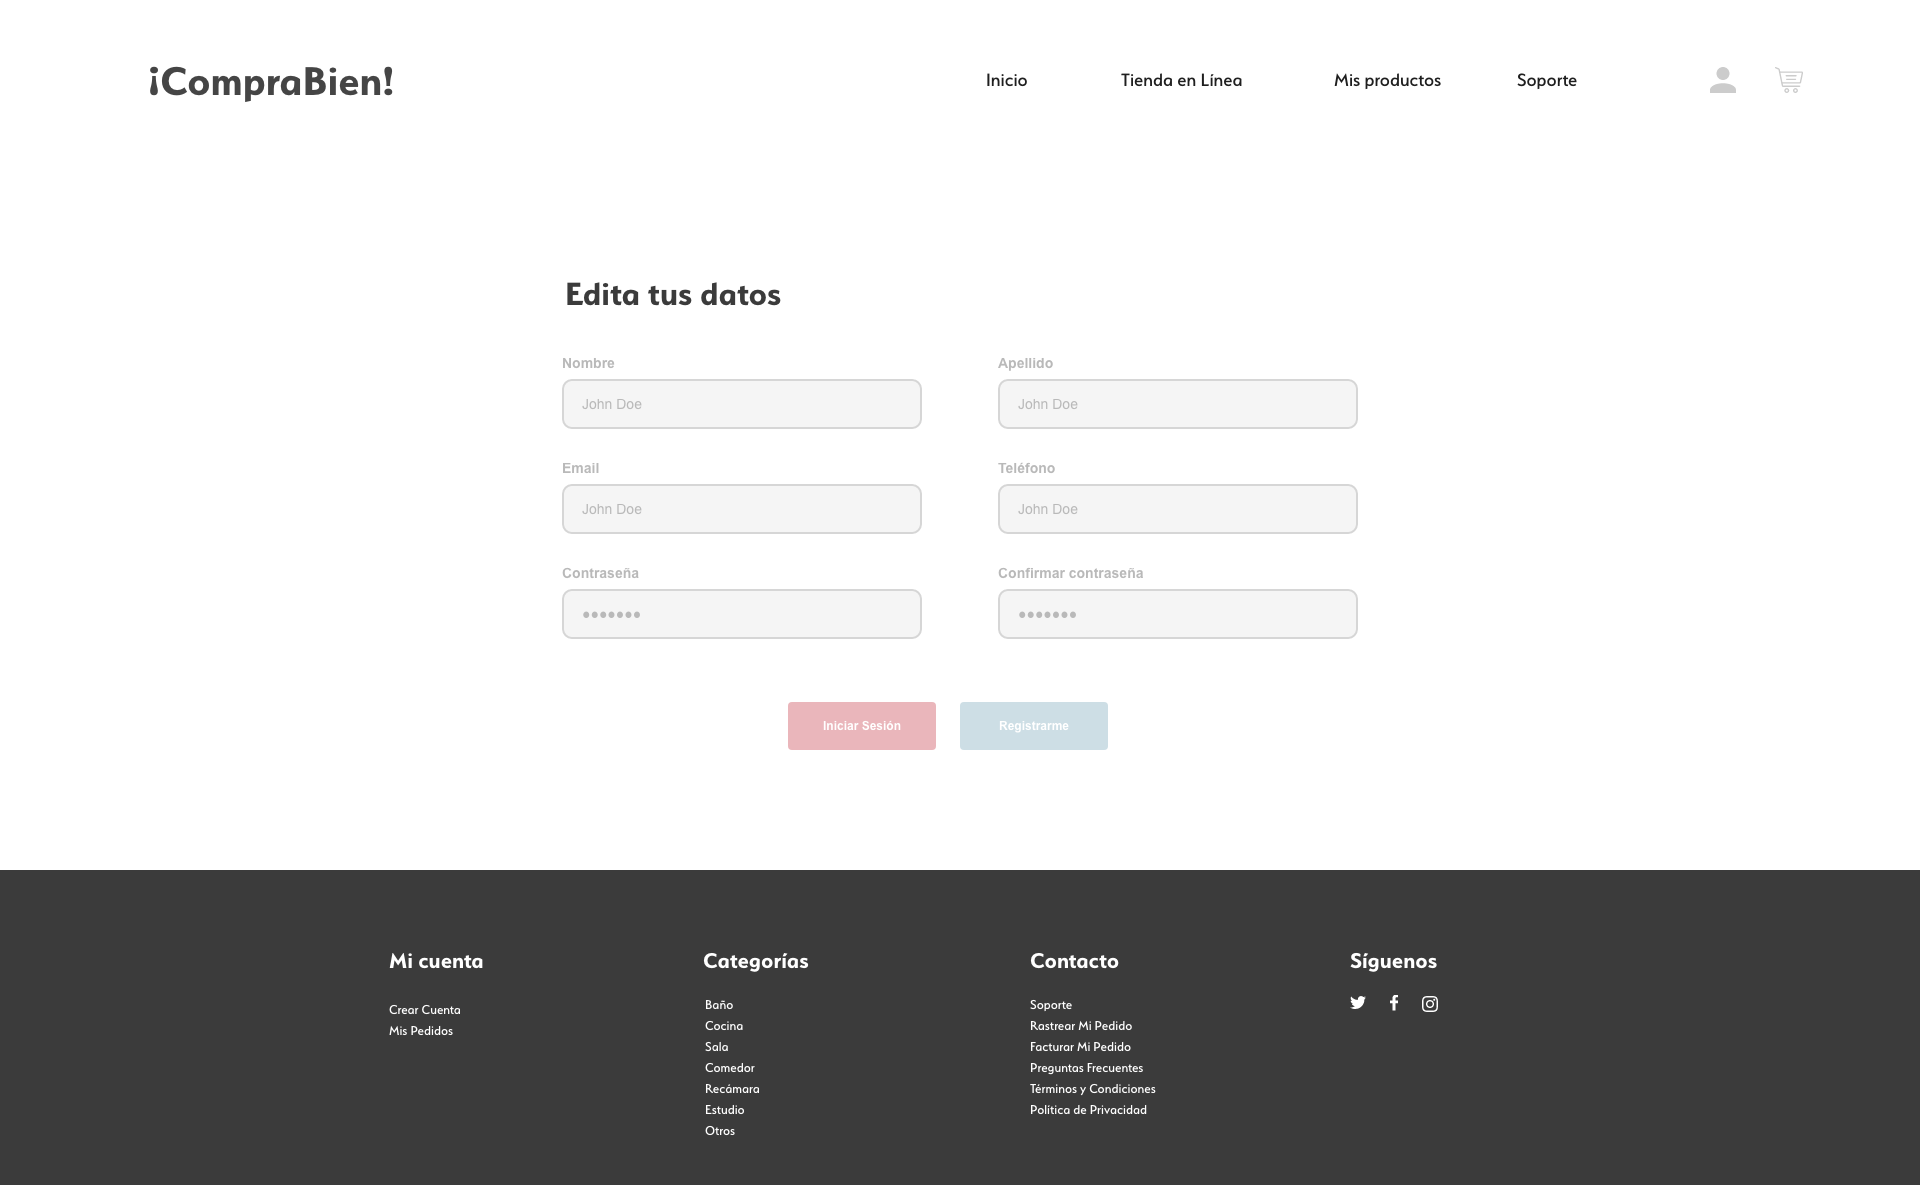 ¡CompraBien!
Inicio
Tienda en Línea
Mis productos
Soporte
Edita tus datos
Nombre
Apellido
John Doe
John Doe
Email
Teléfono
John Doe
John Doe
Contraseña
Confirmar contraseña
•••••••
•••••••
Iniciar Sesión
Registrarme
Mi cuenta
Crear Cuenta
Mis Pedidos
Categorías
Baño
Cocina
Sala
Comedor
Recámara
Estudio
Otros
Contacto
Soporte
Rastrear Mi Pedido
Facturar Mi Pedido
Preguntas Frecuentes
Términos y Condiciones
Política de Privacidad
Síguenos